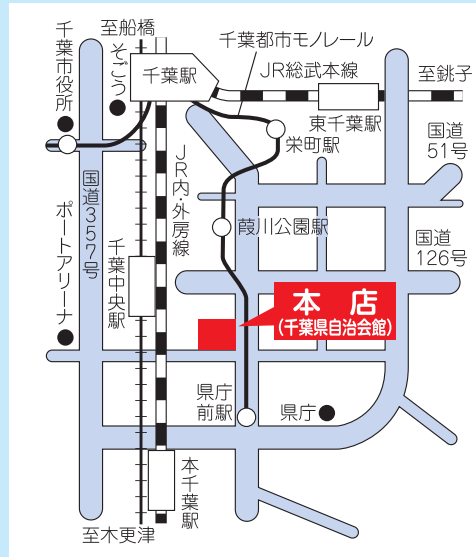 至船橋
千葉市役所
そごう
千葉駅
千葉都市モノレール
JR総武本線
至銚子
東千葉駅
栄町駅
国道
51号
JR内・外房線
国道357号
ポートアリーナ
千葉中央駅
葭川公園駅
国道
126号
本店
(千葉県自治会館)
県庁
前駅
県庁
本千葉駅
至木更津